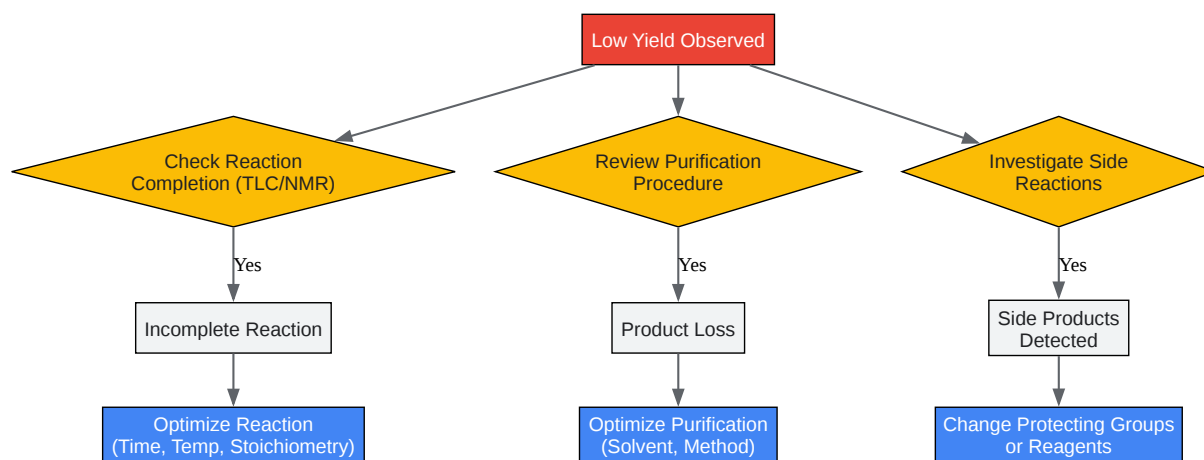 Low Yield Observed
Check Reaction
Completion (TLC/NMR)
Review Purification
Procedure
Investigate Side
Reactions
Yes
Yes
Yes
Incomplete Reaction
Product Loss
Side Products
Detected
Optimize Reaction
(Time, Temp, Stoichiometry)
Optimize Purification
(Solvent, Method)
Change Protecting Groups
or Reagents